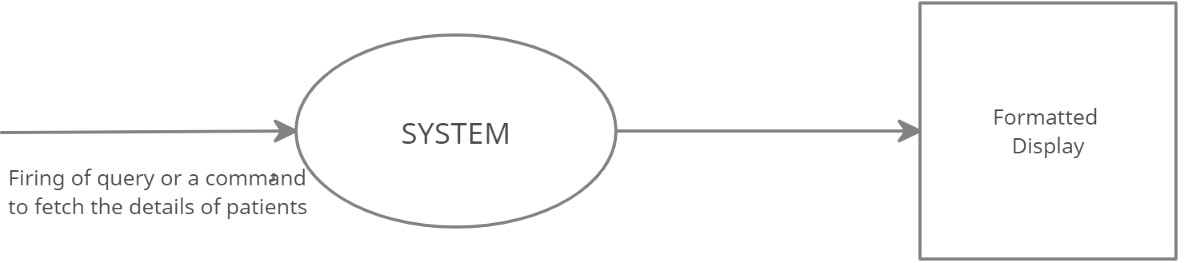 SYSTEM
Formatted
Display
Firing of query or a command
to fetch the details of patients